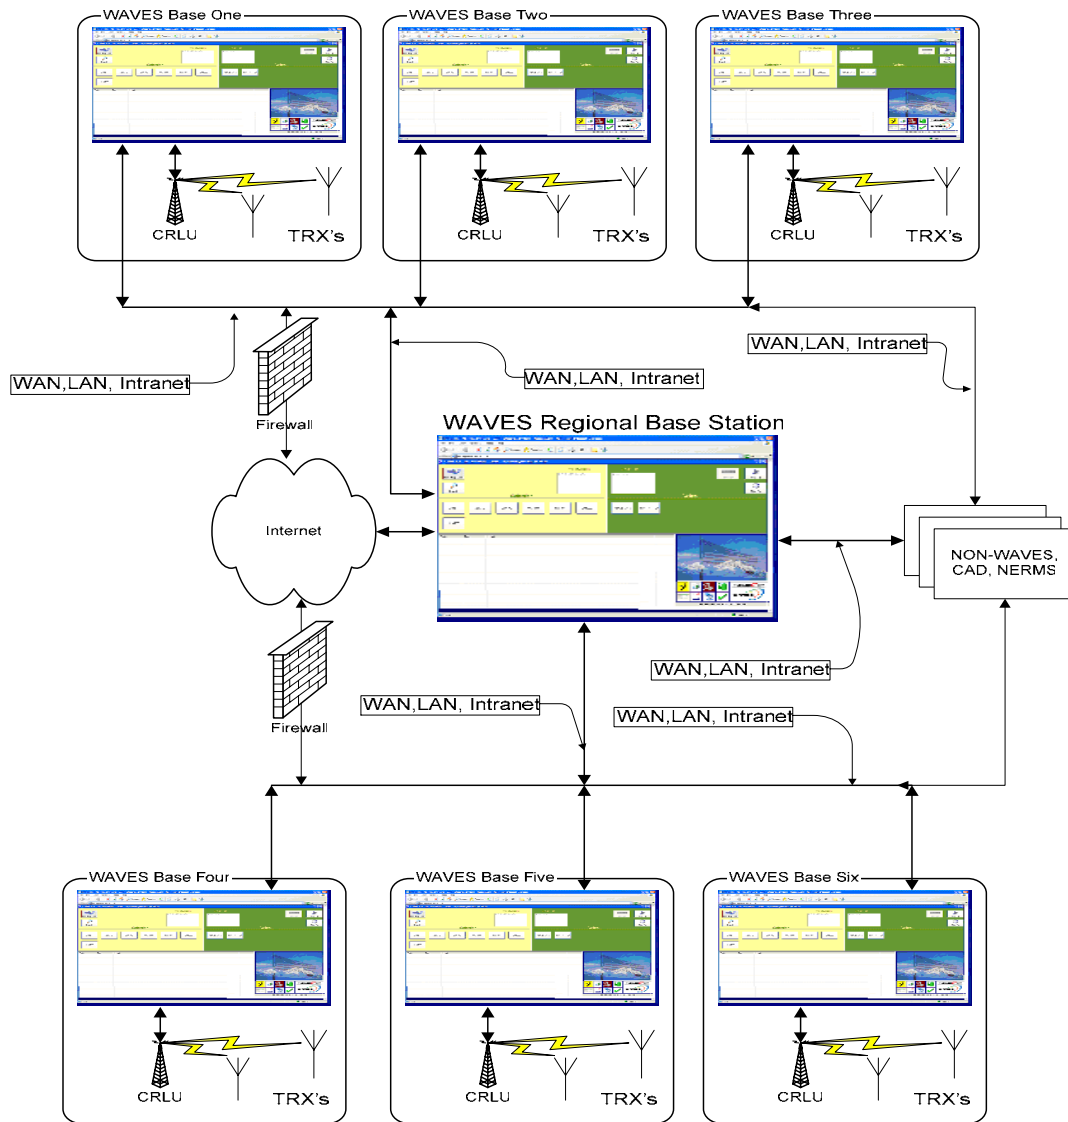 WAVES Base One
WAVES Base Two
WAVES Base Three
CRLU
TRX's
CRLU
TRX's
CRLU
TRX's
WAN,LAN, Intranet
WAN,LAN, Intranet
WAN,LAN, Intranet
Firewall
WAVES Regional Base Station
Internet
NON-WAVES,
CAD, NERMS
Firewall
WAN,LAN, Intranet
WAN,LAN, Intranet
WAN,LAN, Intranet
WAVES Base Four
WAVES Base Five
WAVES Base Six
CRLU
TRX's
CRLU
TRX's
CRLU
TRX's